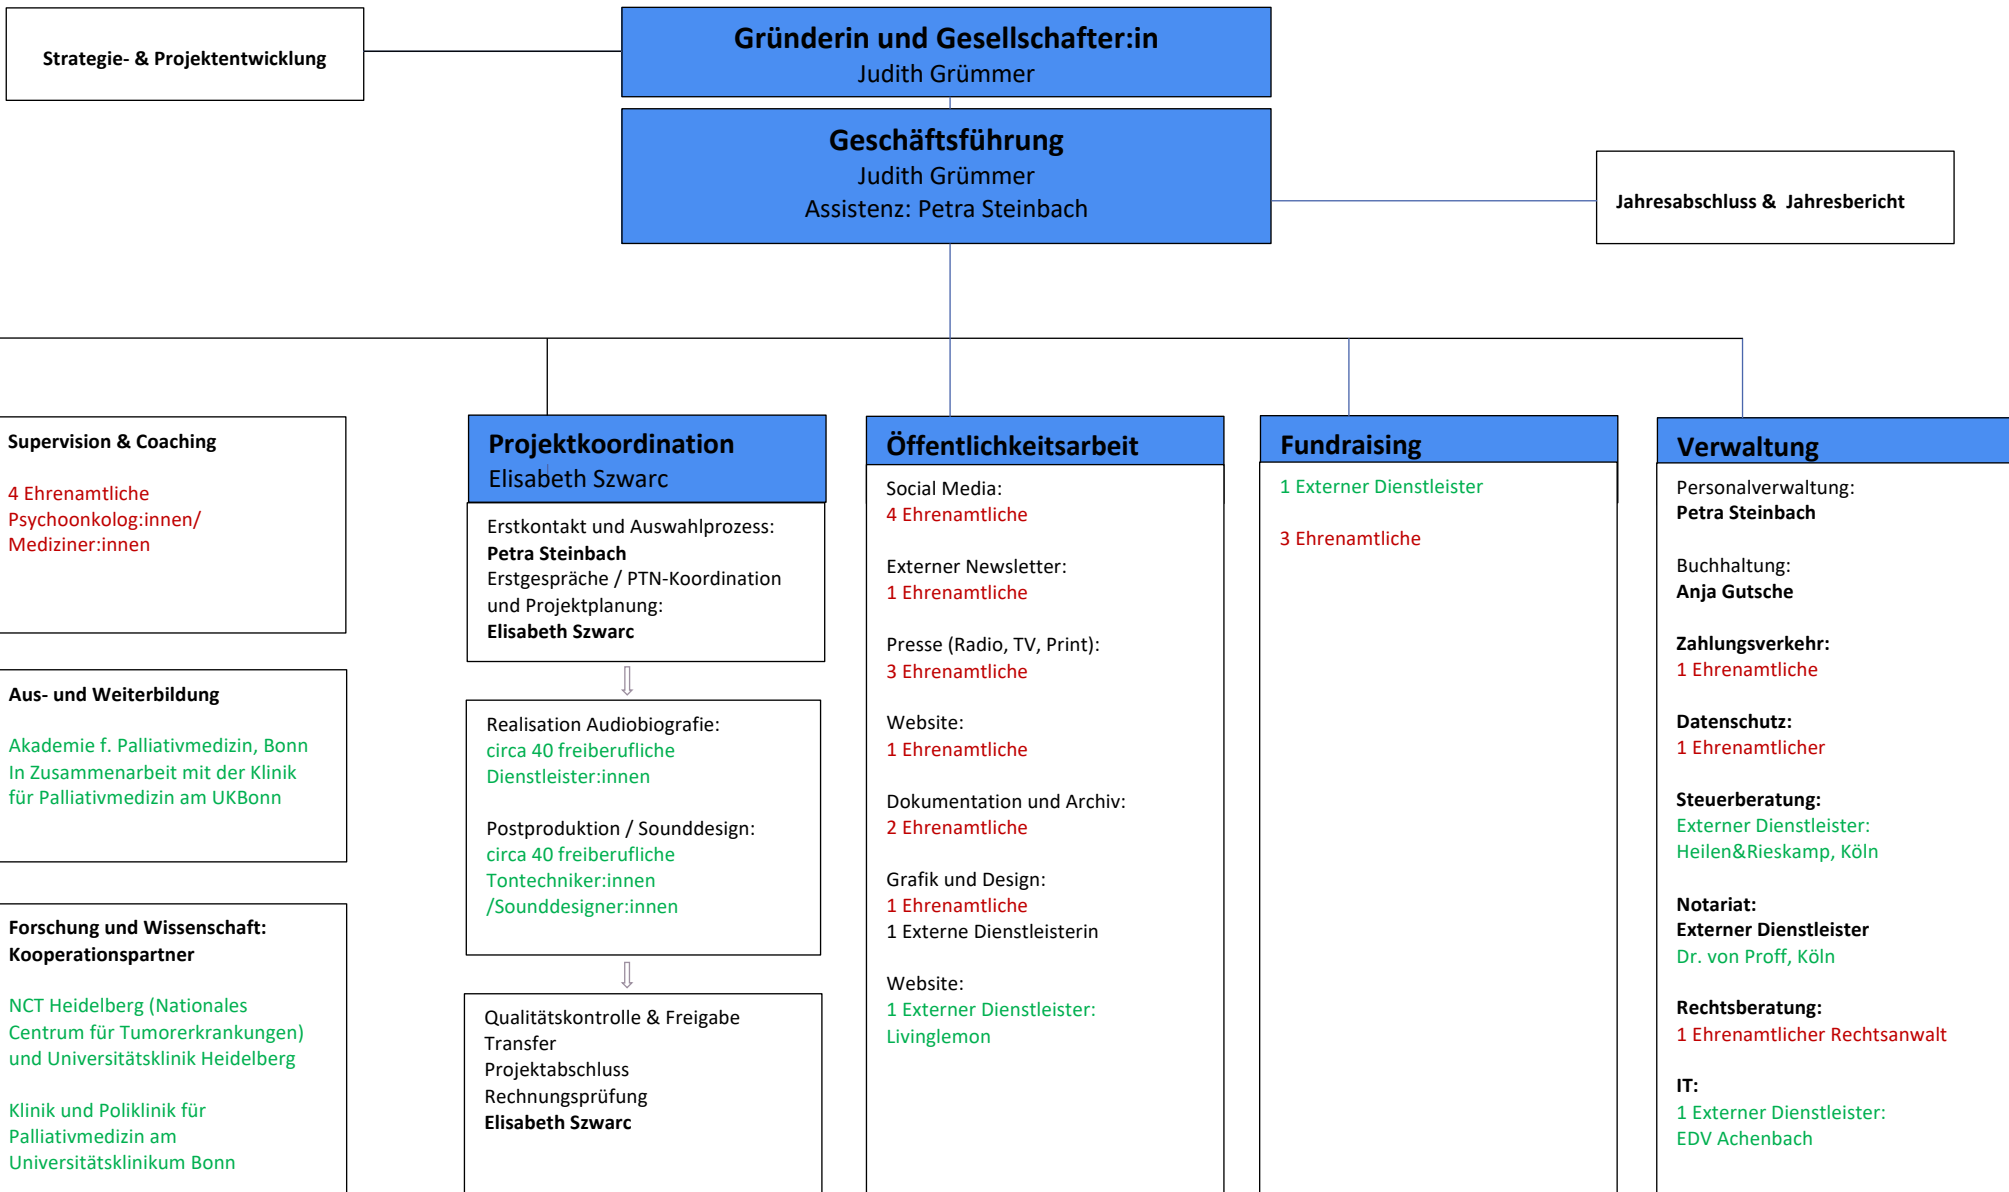 Strategie- & Projektentwicklung
Gründerin und Gesellschafter:in
Judith Grümmer
Geschäftsführung
Judith Grümmer
Assistenz: Petra Steinbach
Jahresabschluss & Jahresbericht
Supervision & Coaching
4 Ehrenamtliche
Psychoonkolog:innen/
Mediziner:innen
Aus- und Weiterbildung
Akademie f. Palliativmedizin, Bonn
In Zusammenarbeit mit der Klinik
für Palliativmedizin am UKBonn
Forschung und Wissenschaft:
Kooperationspartner
NCT Heidelberg (Nationales
Centrum für Tumorerkrankungen)
und Universitätsklinik Heidelberg
Klinik und Poliklinik für
Palliativmedizin am
Universitätsklinikum Bonn
Projektkoordination
Elisabeth Szwarc
Erstkontakt und Auswahlprozess:
Petra Steinbach
Erstgespräche / PTN-Koordination
und Projektplanung:
Elisabeth Szwarc
Realisation Audiobiografie:
circa 40 freiberufliche
Dienstleister:innen
Postproduktion / Sounddesign:
circa 40 freiberufliche
Tontechniker:innen
/Sounddesigner:innen
Qualitätskontrolle & Freigabe
Transfer
Projektabschluss
Rechnungsprüfung
Elisabeth Szwarc
Öffentlichkeitsarbeit
Social Media:
4 Ehrenamtliche
Externer Newsletter:
1 Ehrenamtliche
Presse (Radio, TV, Print):
3 Ehrenamtliche
Website:
1 Ehrenamtliche
Dokumentation und Archiv:
2 Ehrenamtliche
Grafik und Design:
1 Ehrenamtliche
1 Externe Dienstleisterin
Website:
1 Externer Dienstleister:
Livinglemon
Fundraising
1 Externer Dienstleister
3 Ehrenamtliche
Verwaltung
Personalverwaltung:
Petra Steinbach
Buchhaltung:
Anja Gutsche
Zahlungsverkehr:
1 Ehrenamtliche
Datenschutz:
1 Ehrenamtlicher
Steuerberatung:
Externer Dienstleister:
Heilen&Rieskamp, Köln
Notariat:
Externer Dienstleister
Dr. von Proff, Köln
Rechtsberatung:
1 Ehrenamtlicher Rechtsanwalt
IT:
1 Externer Dienstleister:
EDV Achenbach